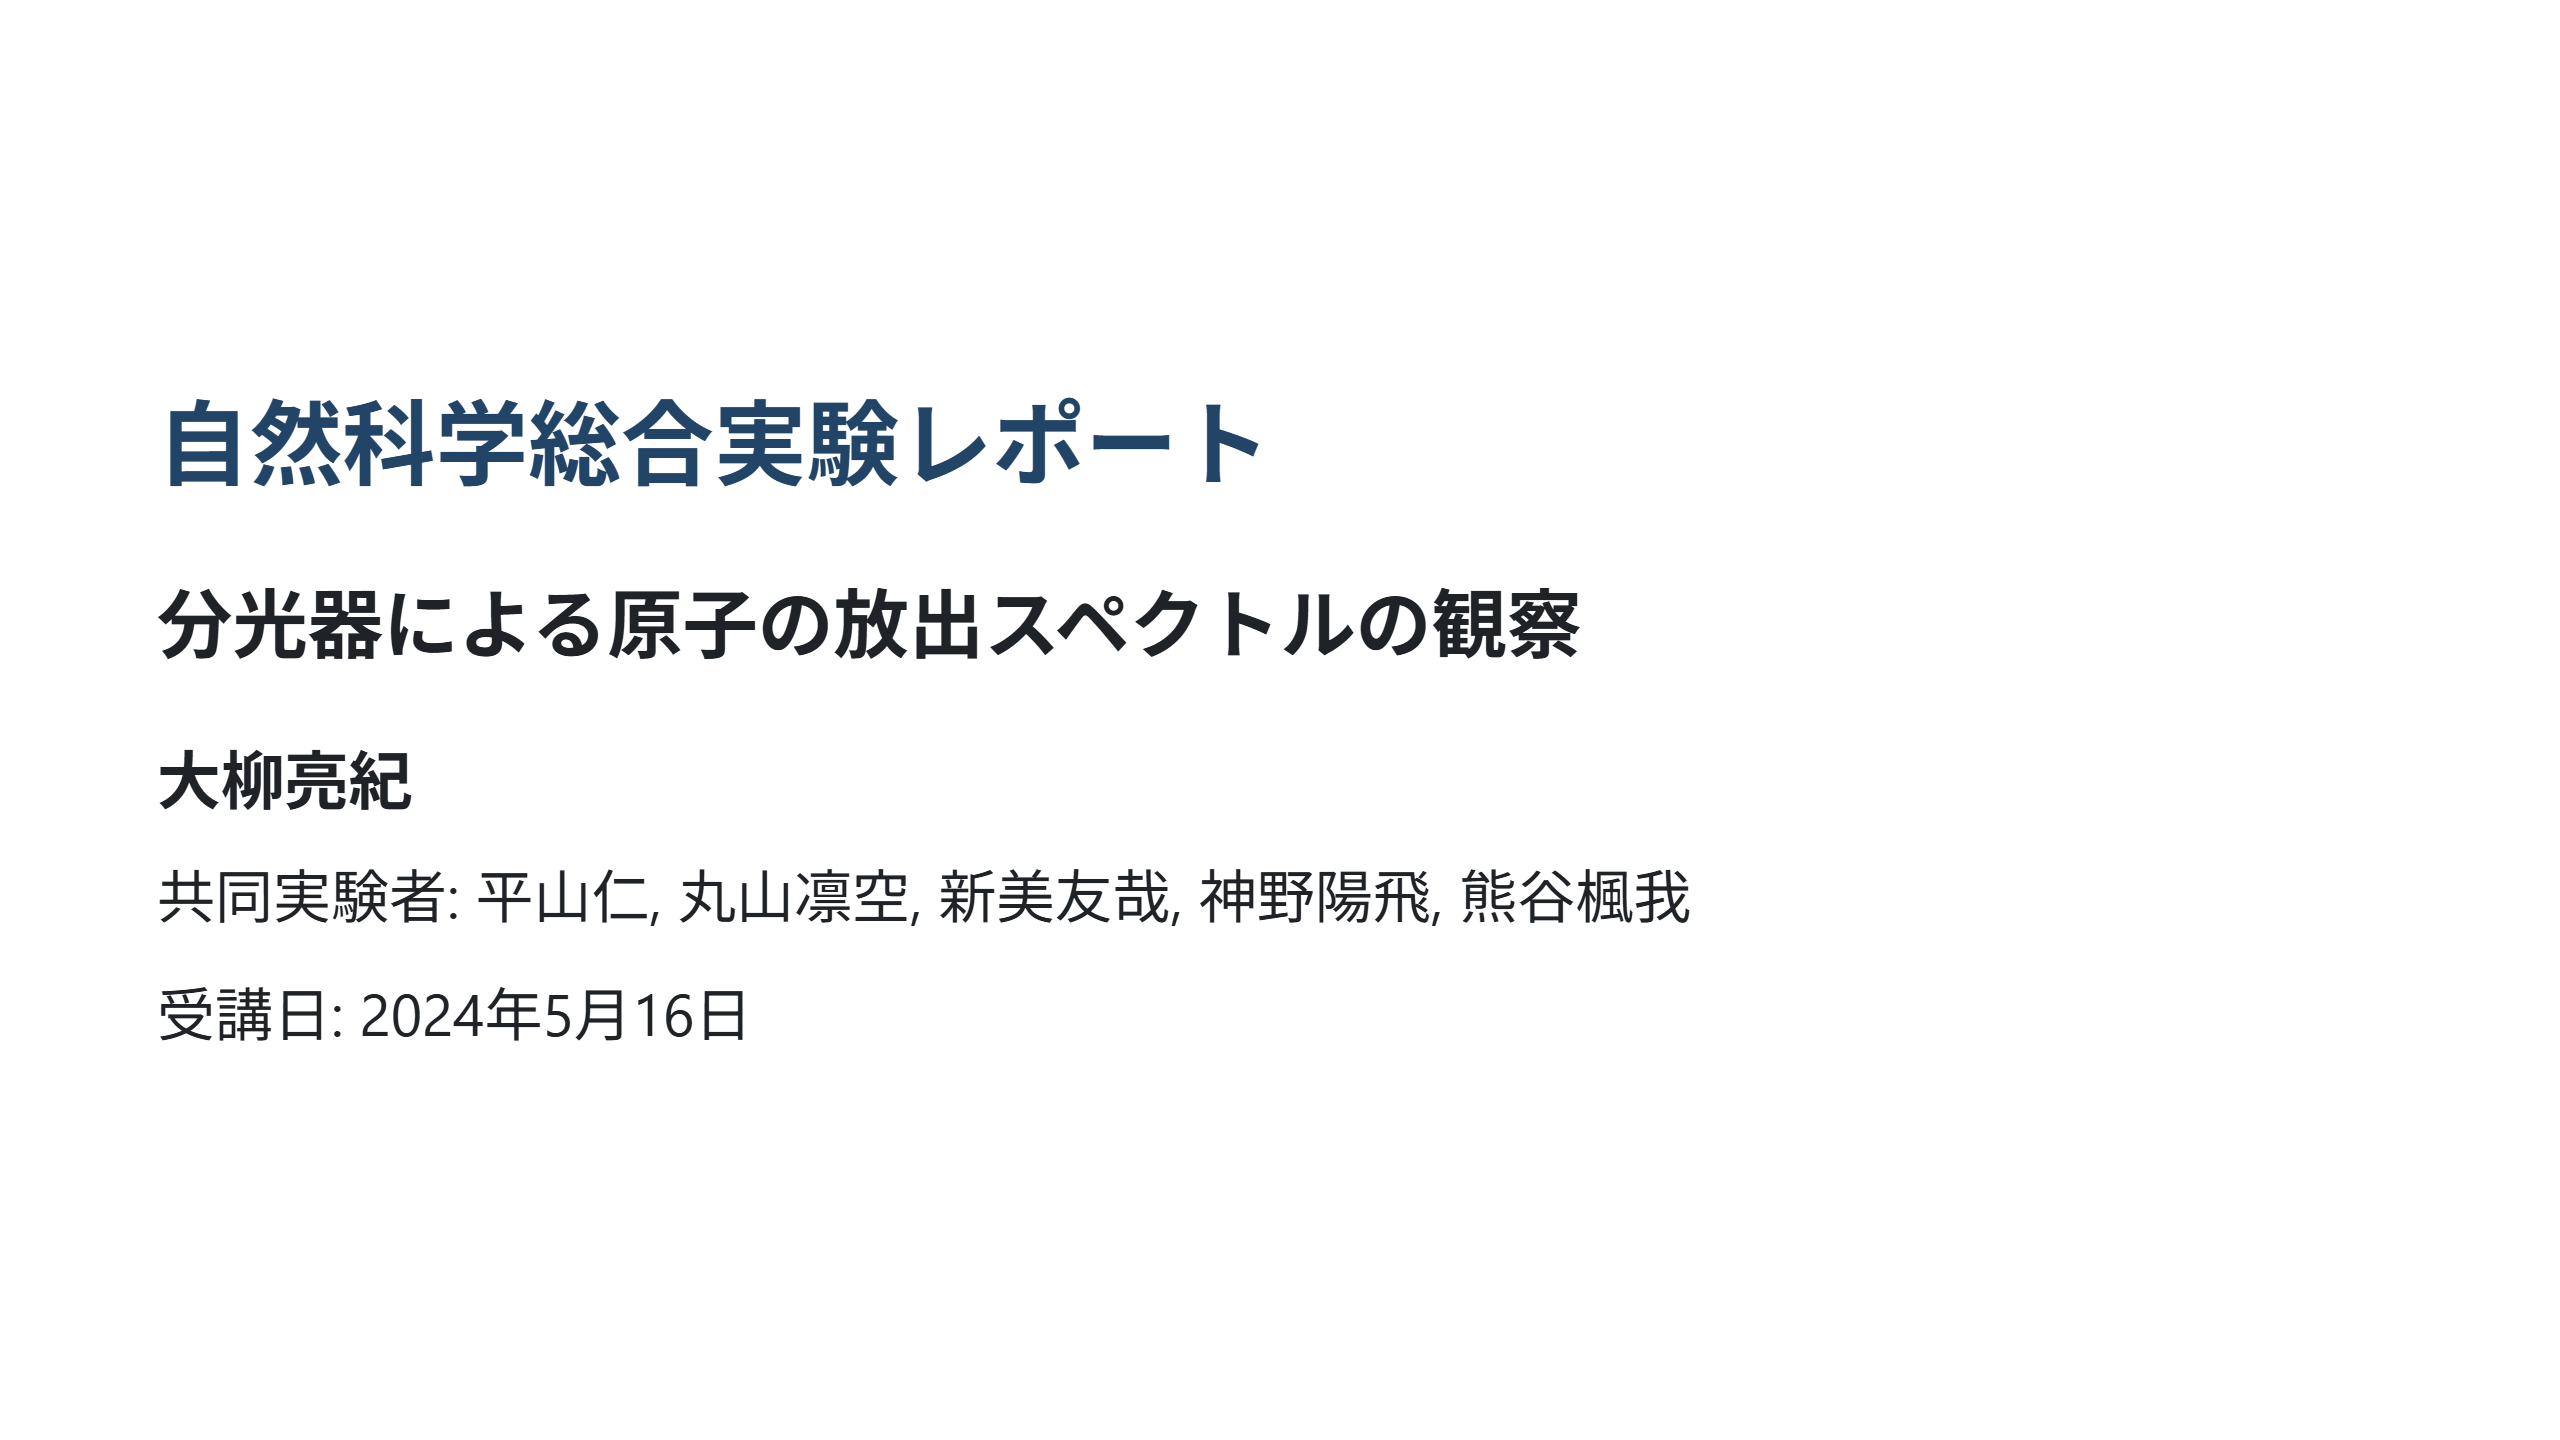 自然科学総合実験レポート
分光器による原子の放出スペクトルの観察
大柳亮紀
共同実験者: 平山仁, 丸山凛空, 新美友哉, 神野陽飛, 熊谷楓我
受講日: 2024年5月16日